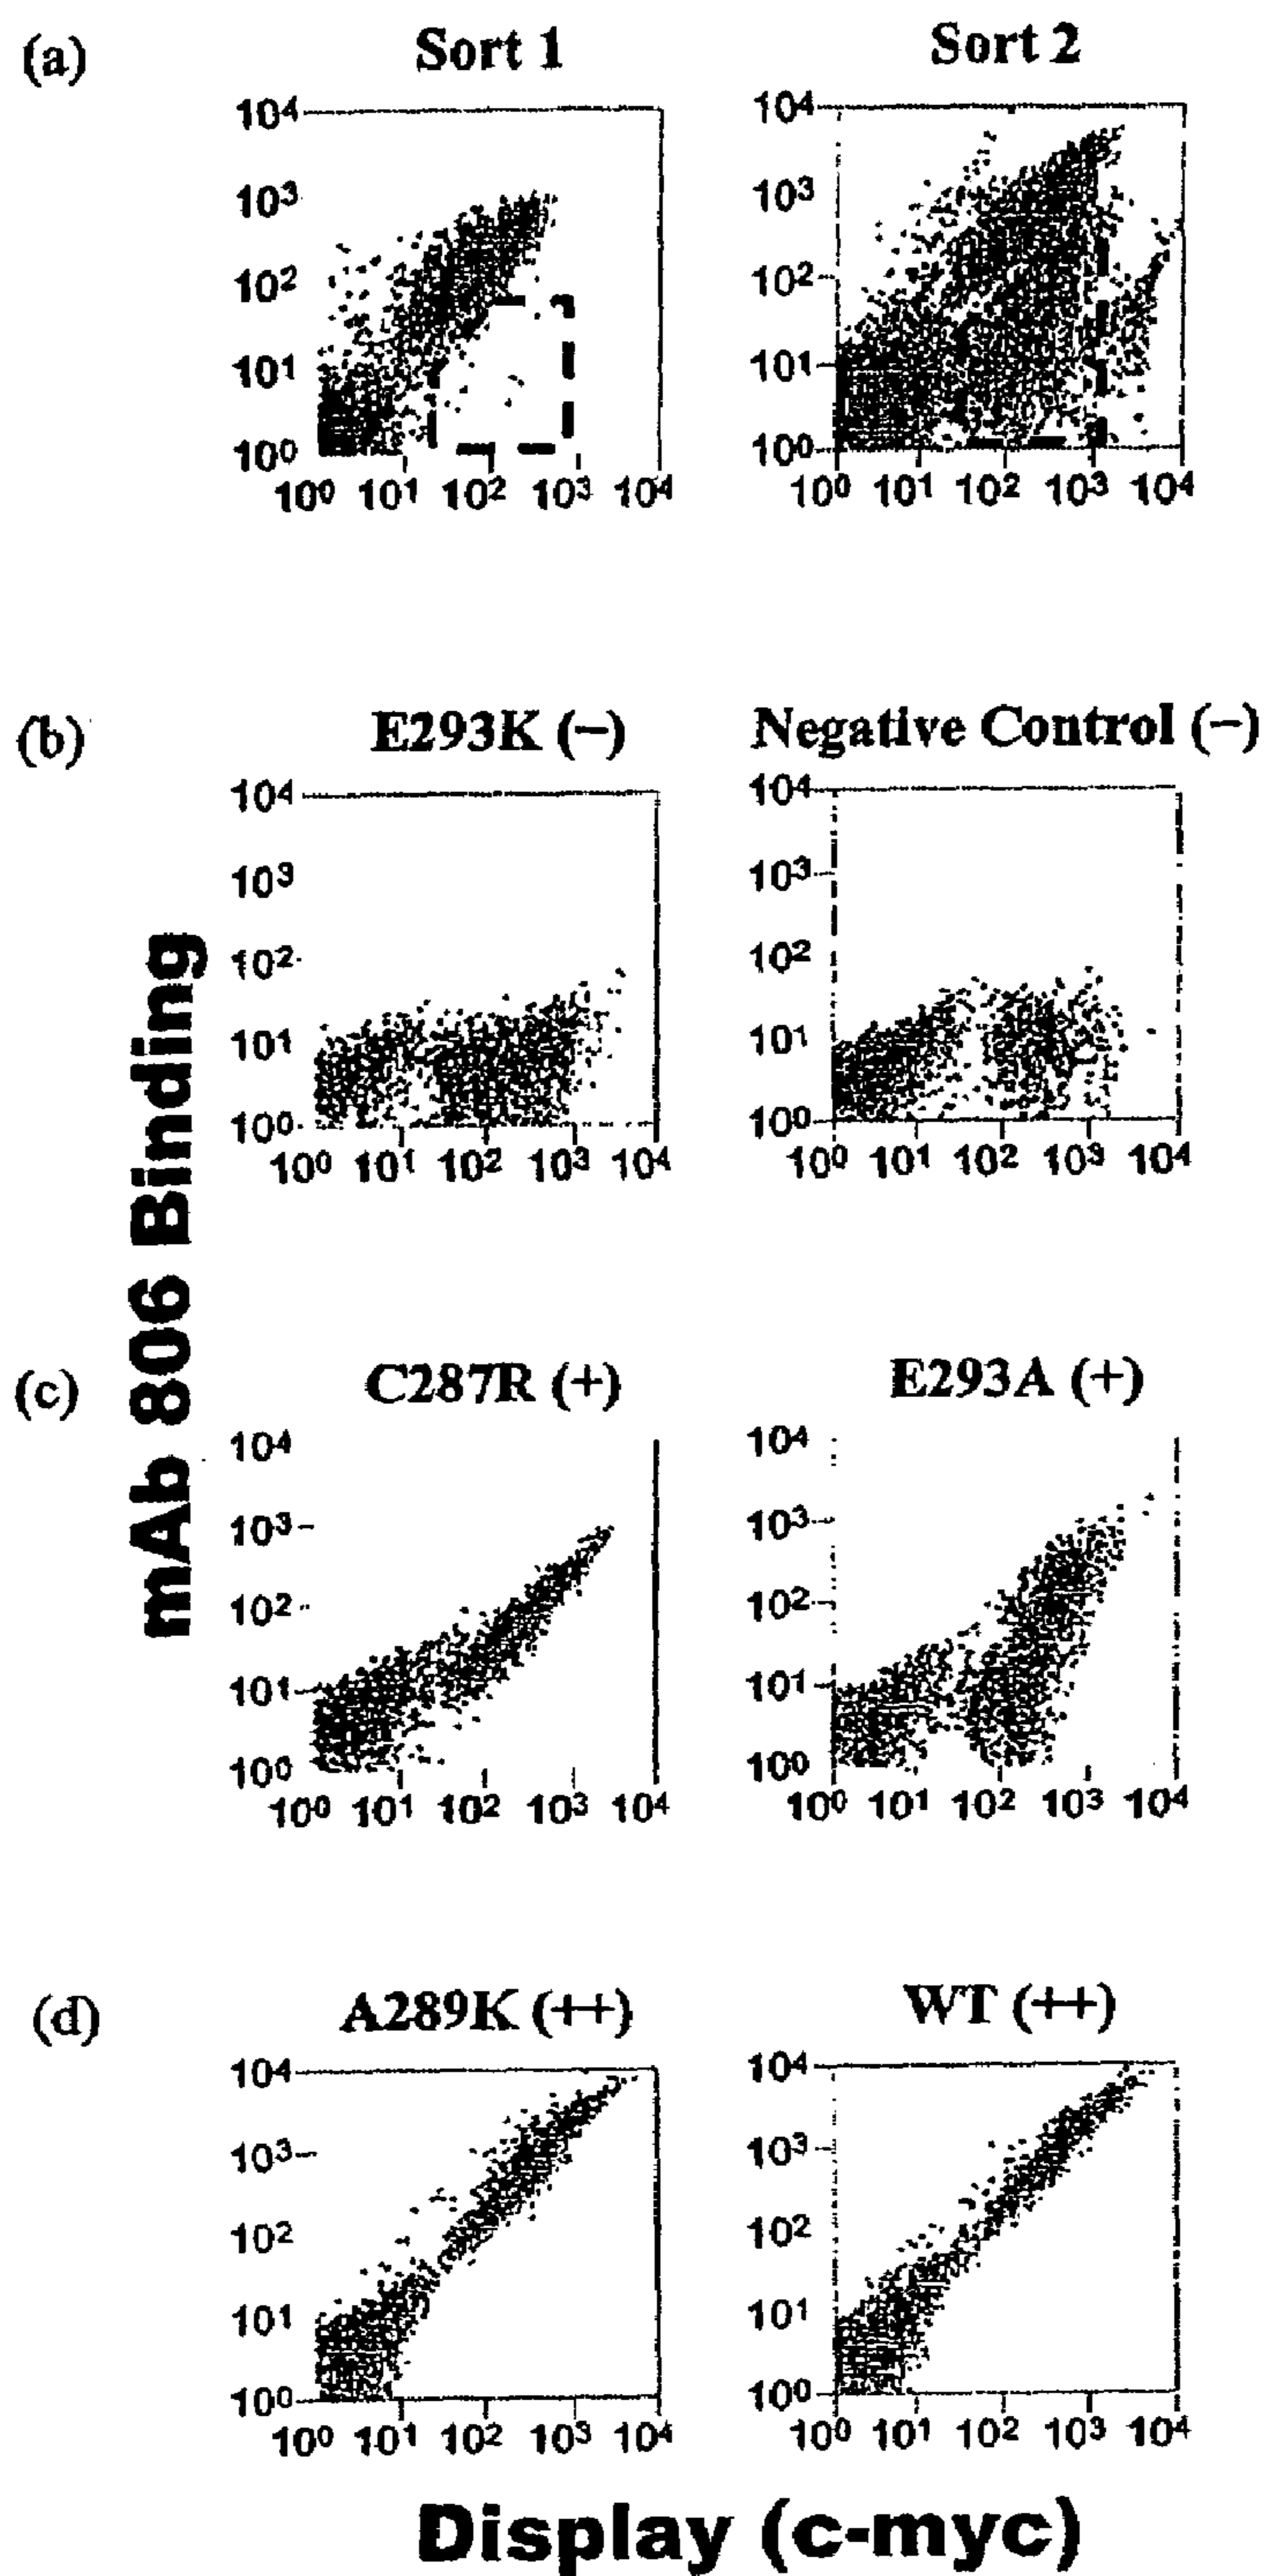 (a)
Sort 1
Sort 2
10⁴
10³
10²
10¹
10⁰
10⁰ 10¹ 10² 10³ 10⁴
10⁴
10³
10²
10¹
10⁰
10⁰ 10¹ 10² 10³ 10⁴
mAb 806 Binding
(b)
E293K (−)
Negative Control (−)
10⁴
10³
10²
10¹
10⁰
10⁰ 10¹ 10² 10³ 10⁴
10⁴
10³
10²
10¹
10⁰
10⁰ 10¹ 10² 10³ 10⁴
(c)
C287R (+)
E293A (+)
10⁴
10³
10²
10¹
10⁰
10⁰ 10¹ 10² 10³ 10⁴
10⁴
10³
10²
10¹
10⁰
10⁰ 10¹ 10² 10³ 10⁴
(d)
A289K (++)
WT (++)
10⁴
10³
10²
10¹
10⁰
10⁰ 10¹ 10² 10³ 10⁴
10⁴
10³
10²
10¹
10⁰
10⁰ 10¹ 10² 10³ 10⁴
Display (c-myc)